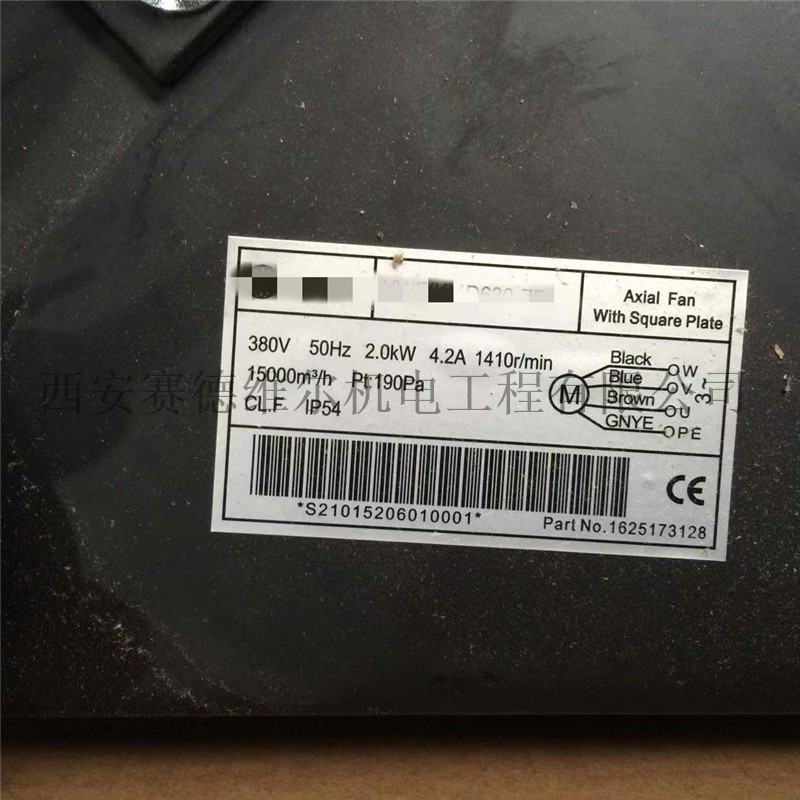 Axial Fan
With Square Plate
380V 50Hz 2.0kW 4.2A 1410r/min
15000m³/h Pt:190Pa
CL.F IP54
Black W
Blue V
Brown U
GNYE PE
M
3~
西安赛德维尔机电工程有限公司
*S21015206010001*
Part No.1625173128
CE